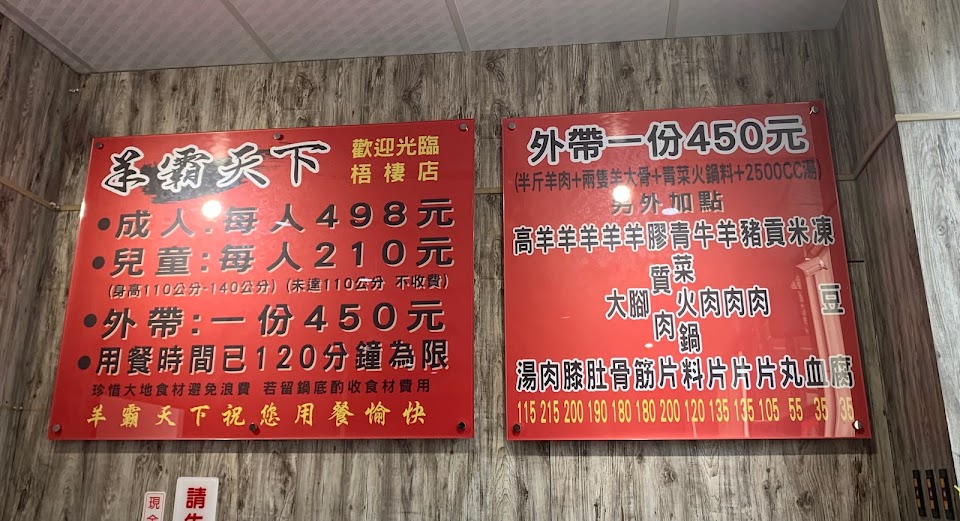 羊霸天下
歡迎光臨
梧棲店
•成人:每人498元
•兒童:每人210元
(身高110公分-140公分) (未達110公分 不收費)
•外帶:一份450元
•用餐時間已120分鐘為限
珍惜大地食材避免浪費 若留鍋底酌收食材費用
羊霸天下祝您用餐愉快
外帶一份450元
(半斤羊肉+兩隻羊大骨+青菜火鍋料+2500CC湯)
另外加點
高湯 115
羊肉 215
羊膝 200
羊肚 190
羊大骨 180
羊腳筋 180
膠質肉片 200
青菜火鍋料 120
牛肉片 135
羊肉片 135
豬肉片 105
貢丸 55
米血 35
凍豆腐 35
現
請